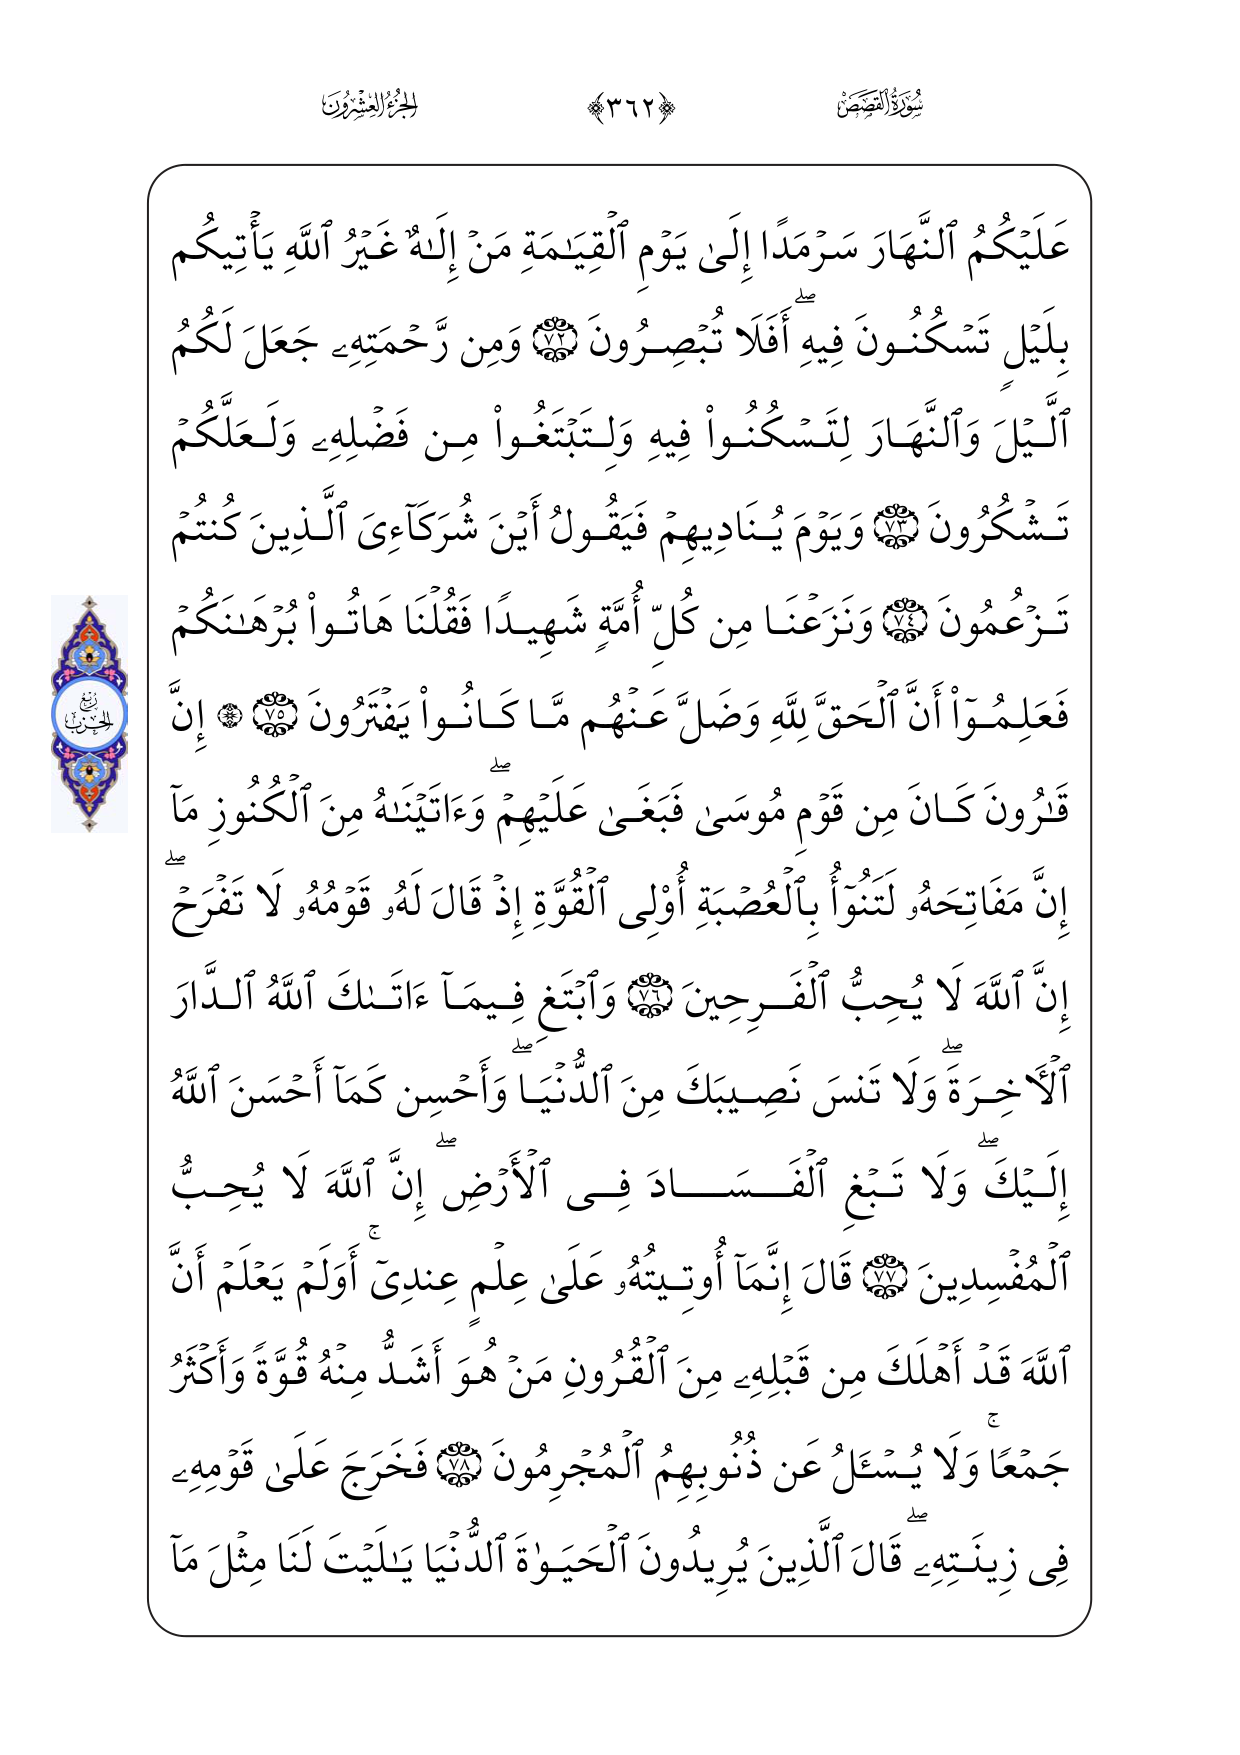 سُورَةُ القَصَصِ ﴿٣٦٢﴾ الجُزْءُ العِشْرُونَ
عَلَيۡكُمُ ٱلنَّهَارَ سَرۡمَدًا إِلَىٰ يَوۡمِ ٱلۡقِيَٰمَةِ مَنۡ إِلَٰهٌ غَيۡرُ ٱللَّهِ يَأۡتِيكُم
بِلَيۡلٖ تَسۡكُنُونَ فِيهِۖ أَفَلَا تُبۡصِرُونَ ٧٢ وَمِن رَّحۡمَتِهِۦ جَعَلَ لَكُمُ
ٱلَّيۡلَ وَٱلنَّهَارَ لِتَسۡكُنُواْ فِيهِ وَلِتَبۡتَغُواْ مِن فَضۡلِهِۦ وَلَعَلَّكُمۡ
تَشۡكُرُونَ ٧٣ وَيَوۡمَ يُنَادِيهِمۡ فَيَقُولُ أَيۡنَ شُرَكَآءِىَ ٱلَّذِينَ كُنتُمۡ
تَزۡعُمُونَ ٧٤ وَنَزَعۡنَا مِن كُلِّ أُمَّةٖ شَهِيدٗا فَقُلۡنَا هَاتُواْ بُرۡهَٰنَكُمۡ
فَعَلِمُوٓاْ أَنَّ ٱلۡحَقَّ لِلَّهِ وَضَلَّ عَنۡهُم مَّا كَانُواْ يَفۡتَرُونَ ٧٥ ۞ إِنَّ
قَٰرُونَ كَانَ مِن قَوۡمِ مُوسَىٰ فَبَغَىٰ عَلَيۡهِمۡۖ وَءَاتَيۡنَٰهُ مِنَ ٱلۡكُنُوزِ مَآ
إِنَّ مَفَاتِحَهُۥ لَتَنُوٓأُ بِٱلۡعُصۡبَةِ أُوْلِى ٱلۡقُوَّةِ إِذۡ قَالَ لَهُۥ قَوۡمُهُۥ لَا تَفۡرَحۡۖ
إِنَّ ٱللَّهَ لَا يُحِبُّ ٱلۡفَرِحِينَ ٧٦ وَٱبۡتَغِ فِيمَآ ءَاتَىٰكَ ٱللَّهُ ٱلدَّارَ
ٱلۡأٓخِرَةَۖ وَلَا تَنسَ نَصِيبَكَ مِنَ ٱلدُّنۡيَاۖ وَأَحۡسِن كَمَآ أَحۡسَنَ ٱللَّهُ
إِلَيۡكَۖ وَلَا تَبۡغِ ٱلۡفَسَادَ فِى ٱلۡأَرۡضِۖ إِنَّ ٱللَّهَ لَا يُحِبُّ
ٱلۡمُفۡسِدِينَ ٧٧ قَالَ إِنَّمَآ أُوتِيتُهُۥ عَلَىٰ عِلۡمٍ عِندِىٓۚ أَوَلَمۡ يَعۡلَمۡ أَنَّ
ٱللَّهَ قَدۡ أَهۡلَكَ مِن قَبۡلِهِۦ مِنَ ٱلۡقُرُونِ مَنۡ هُوَ أَشَدُّ مِنۡهُ قُوَّةٗ وَأَكۡثَرُ
جَمۡعٗاۚ وَلَا يُسۡـَٔلُ عَن ذُنُوبِهِمُ ٱلۡمُجۡرِمُونَ ٧٨ فَخَرَجَ عَلَىٰ قَوۡمِهِۦ
فِى زِينَتِهِۦۖ قَالَ ٱلَّذِينَ يُرِيدُونَ ٱلۡحَيَوٰةَ ٱلدُّنۡيَا يَٰلَيۡتَ لَنَا مِثۡلَ مَآ
رُبْعُ
الحِزْبِ